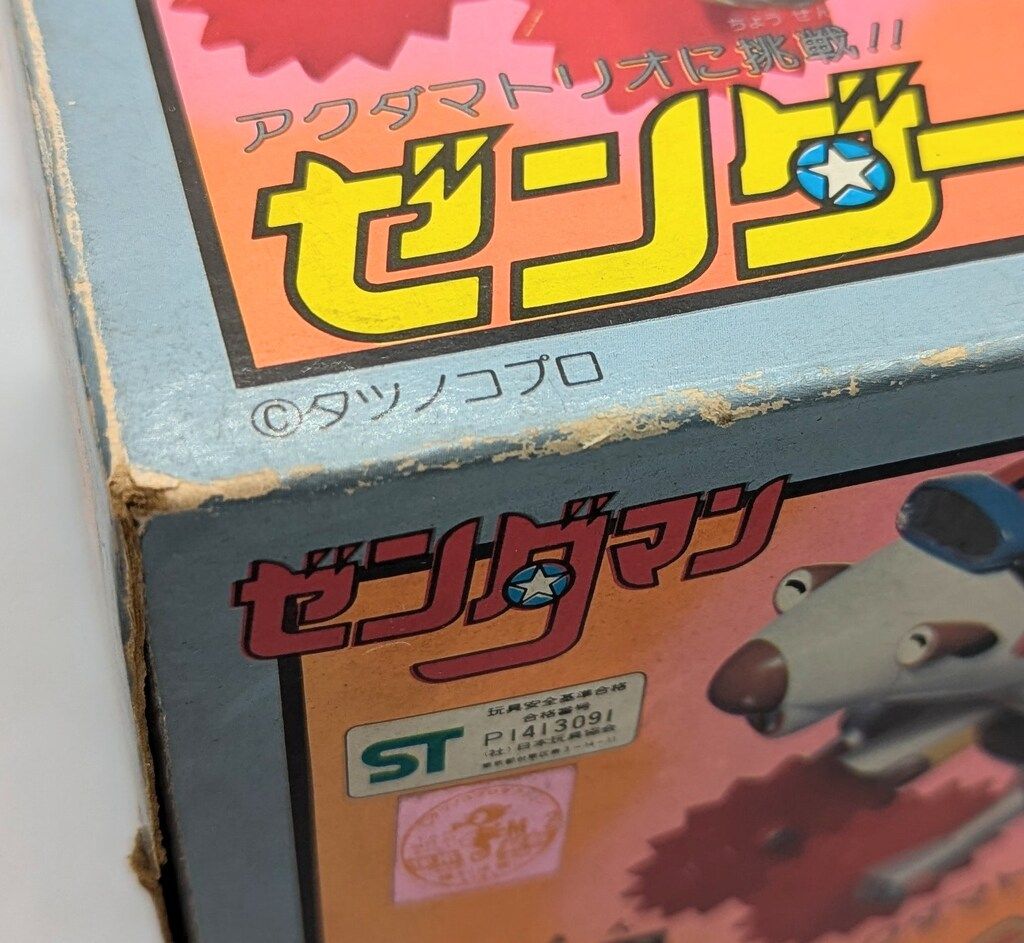 ちょうせん
アクダマトリオに挑戦!!
ゼンダー
©タツノコプロ
ゼンダマン
玩具安全基準合格
合格番号
ST P1413091
(社)日本玩具協会